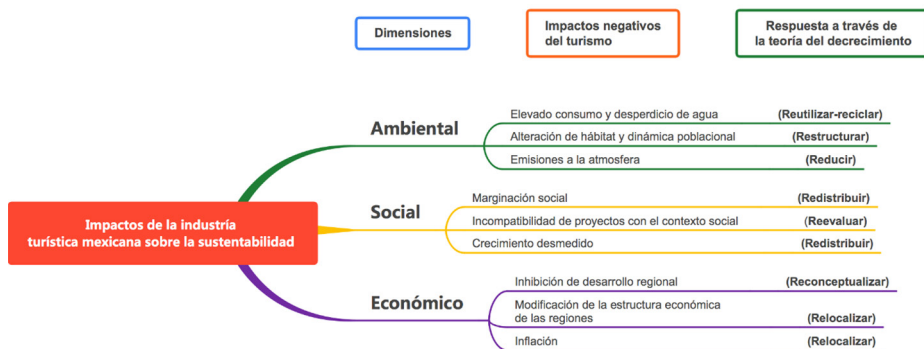 Dimensiones
Impactos negativos
del turismo
Respuesta a través de
la teoría del decrecimiento
Impactos de la industría
turística mexicana sobre la sustentabilidad
Ambiental
Elevado consumo y desperdicio de agua (Reutilizar-reciclar)
Alteración de hábitat y dinámica poblacional (Restructurar)
Emisiones a la atmosfera (Reducir)
Social
Marginación social (Redistribuir)
Incompatibilidad de proyectos con el contexto social (Reevaluar)
Crecimiento desmedido (Redistribuir)
Económico
Inhibición de desarrollo regional (Reconceptualizar)
Modificación de la estructura económica
de las regiones (Relocalizar)
Inflación (Relocalizar)